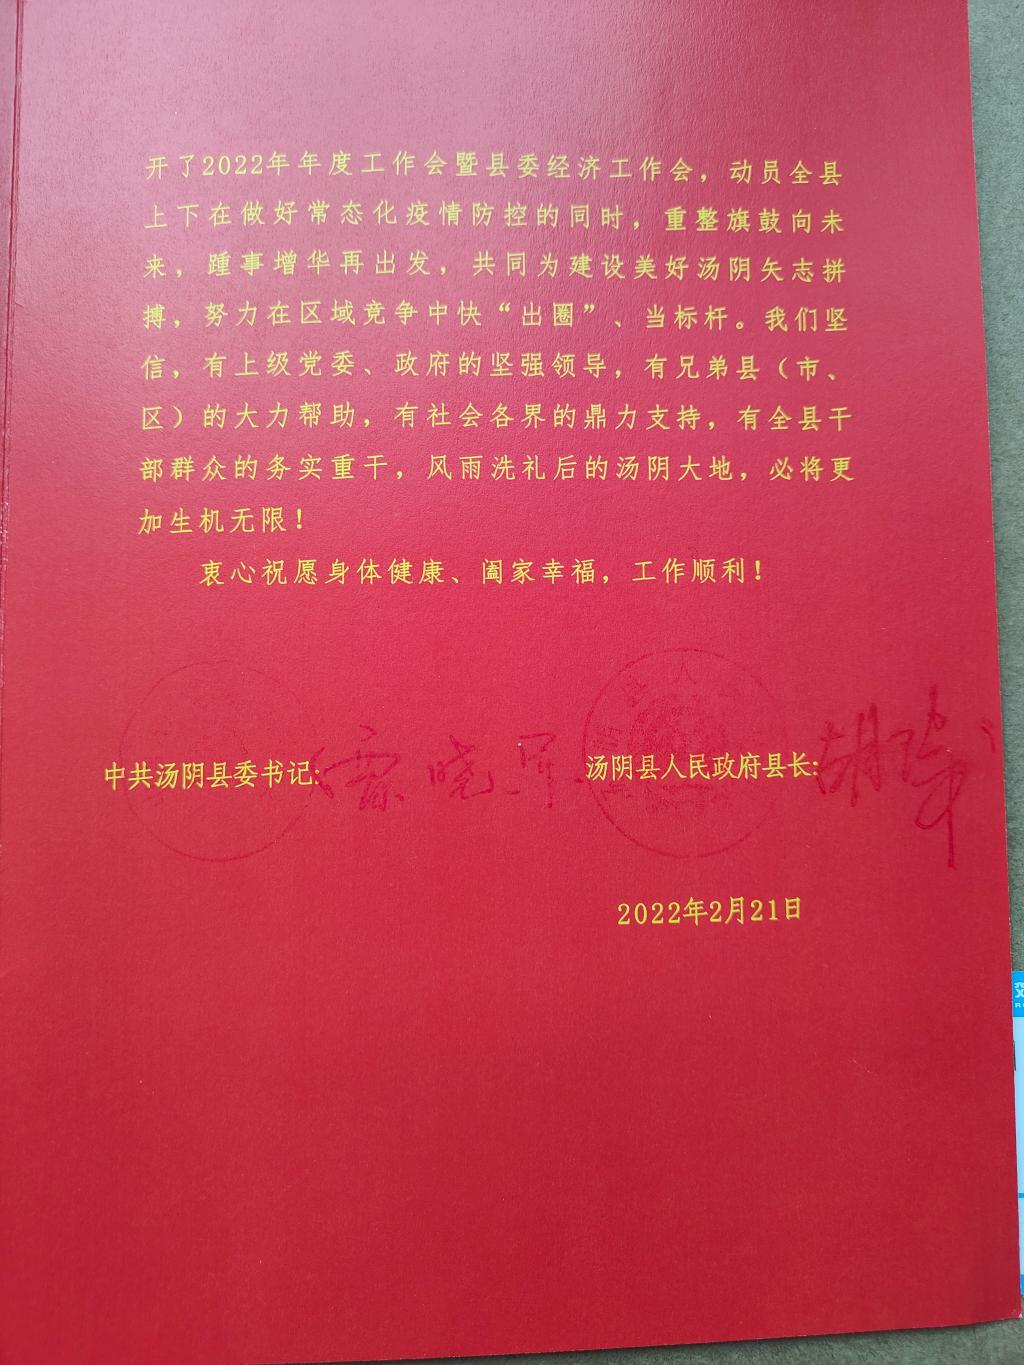 开了2022年年度工作会暨县委经济工作会，动员全县
上下在做好常态化疫情防控的同时，重整旗鼓向未
来，踵事增华再出发，共同为建设美好汤阴矢志拼
搏，努力在区域竞争中快“出圈”、当标杆。我们坚
信，有上级党委、政府的坚强领导，有兄弟县（市、
区）的大力帮助，有社会各界的鼎力支持，有全县干
部群众的务实重干，风雨洗礼后的汤阴大地，必将更
加生机无限！
衷心祝愿身体健康、阖家幸福，工作顺利！
中共汤阴县委书记：
汤阴县人民政府县长：
2022年2月21日